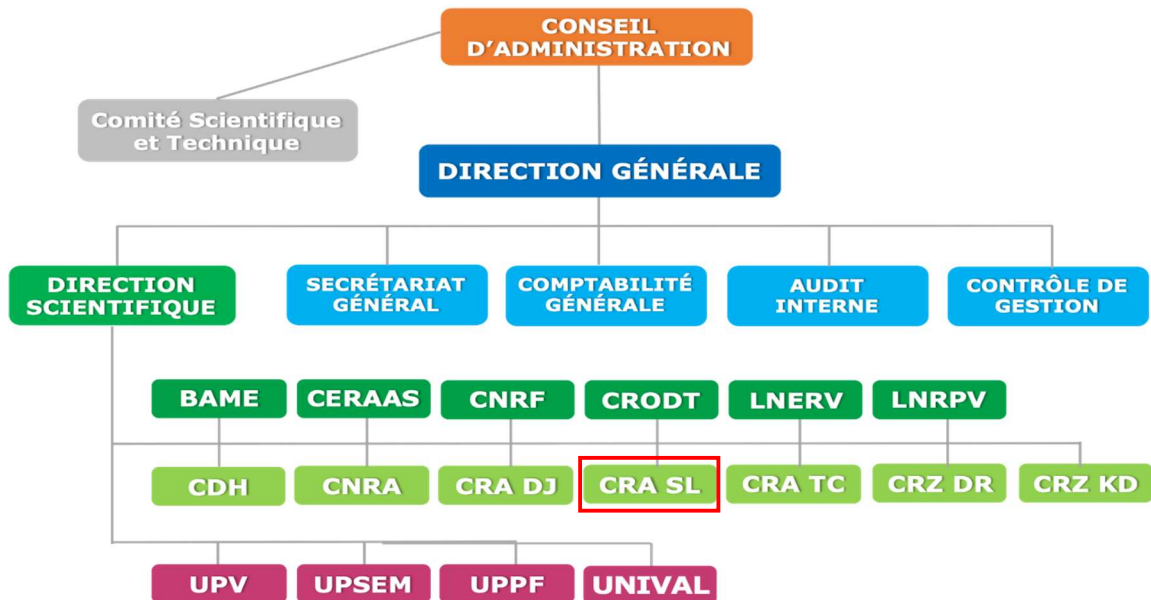 CONSEIL
D'ADMINISTRATION
Comité Scientifique
et Technique
DIRECTION GÉNÉRALE
DIRECTION
SCIENTIFIQUE
SECRÉTARIAT
GÉNÉRAL
COMPTABILITÉ
GÉNÉRALE
AUDIT
INTERNE
CONTRÔLE DE
GESTION
BAME
CERAAS
CNRF
CRODT
LNERV
LNRPV
CDH
CNRA
CRA DJ
CRA SL
CRA TC
CRZ DR
CRZ KD
UPV
UPSEM
UPPF
UNIVAL